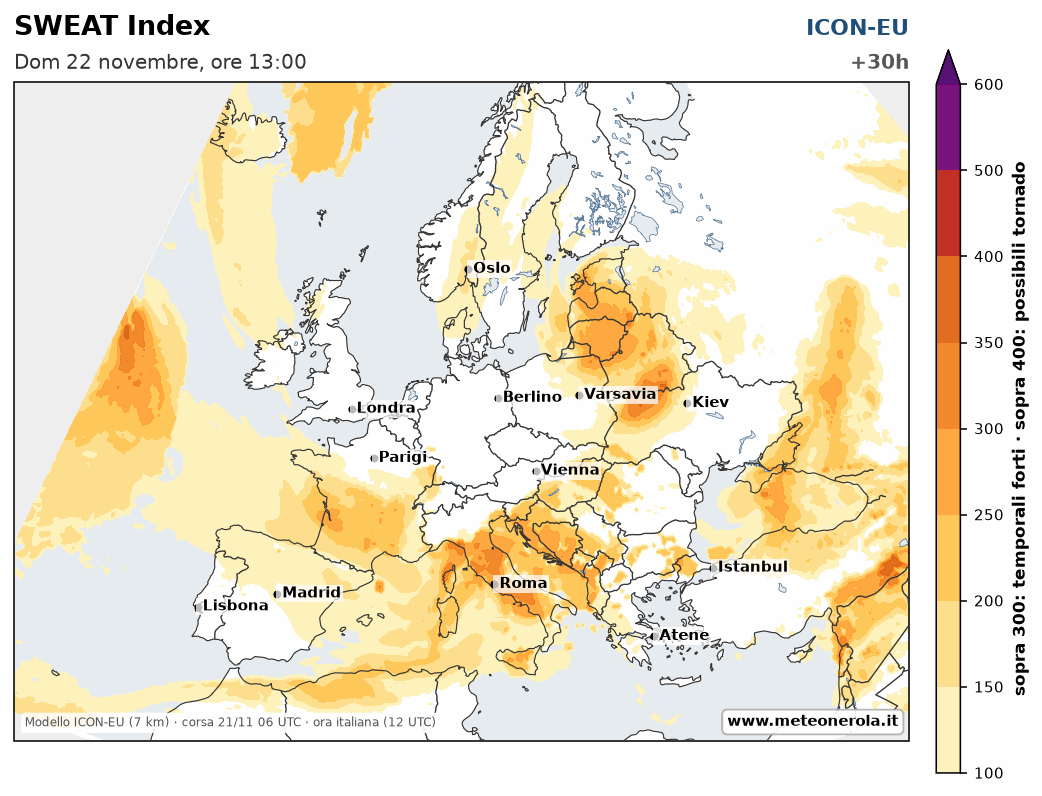 SWEAT Index
ICON-EU
Dom 22 novembre, ore 13:00
+30h
Oslo
Berlino
Varsavia
Kiev
Londra
Parigi
Vienna
Istanbul
Roma
Madrid
Lisbona
Atene
Modello ICON-EU (7 km) · corsa 21/11 06 UTC · ora italiana (12 UTC)
www.meteonerola.it
600
500
400
350
300
250
200
150
100
sopra 300: temporali forti · sopra 400: possibili tornado